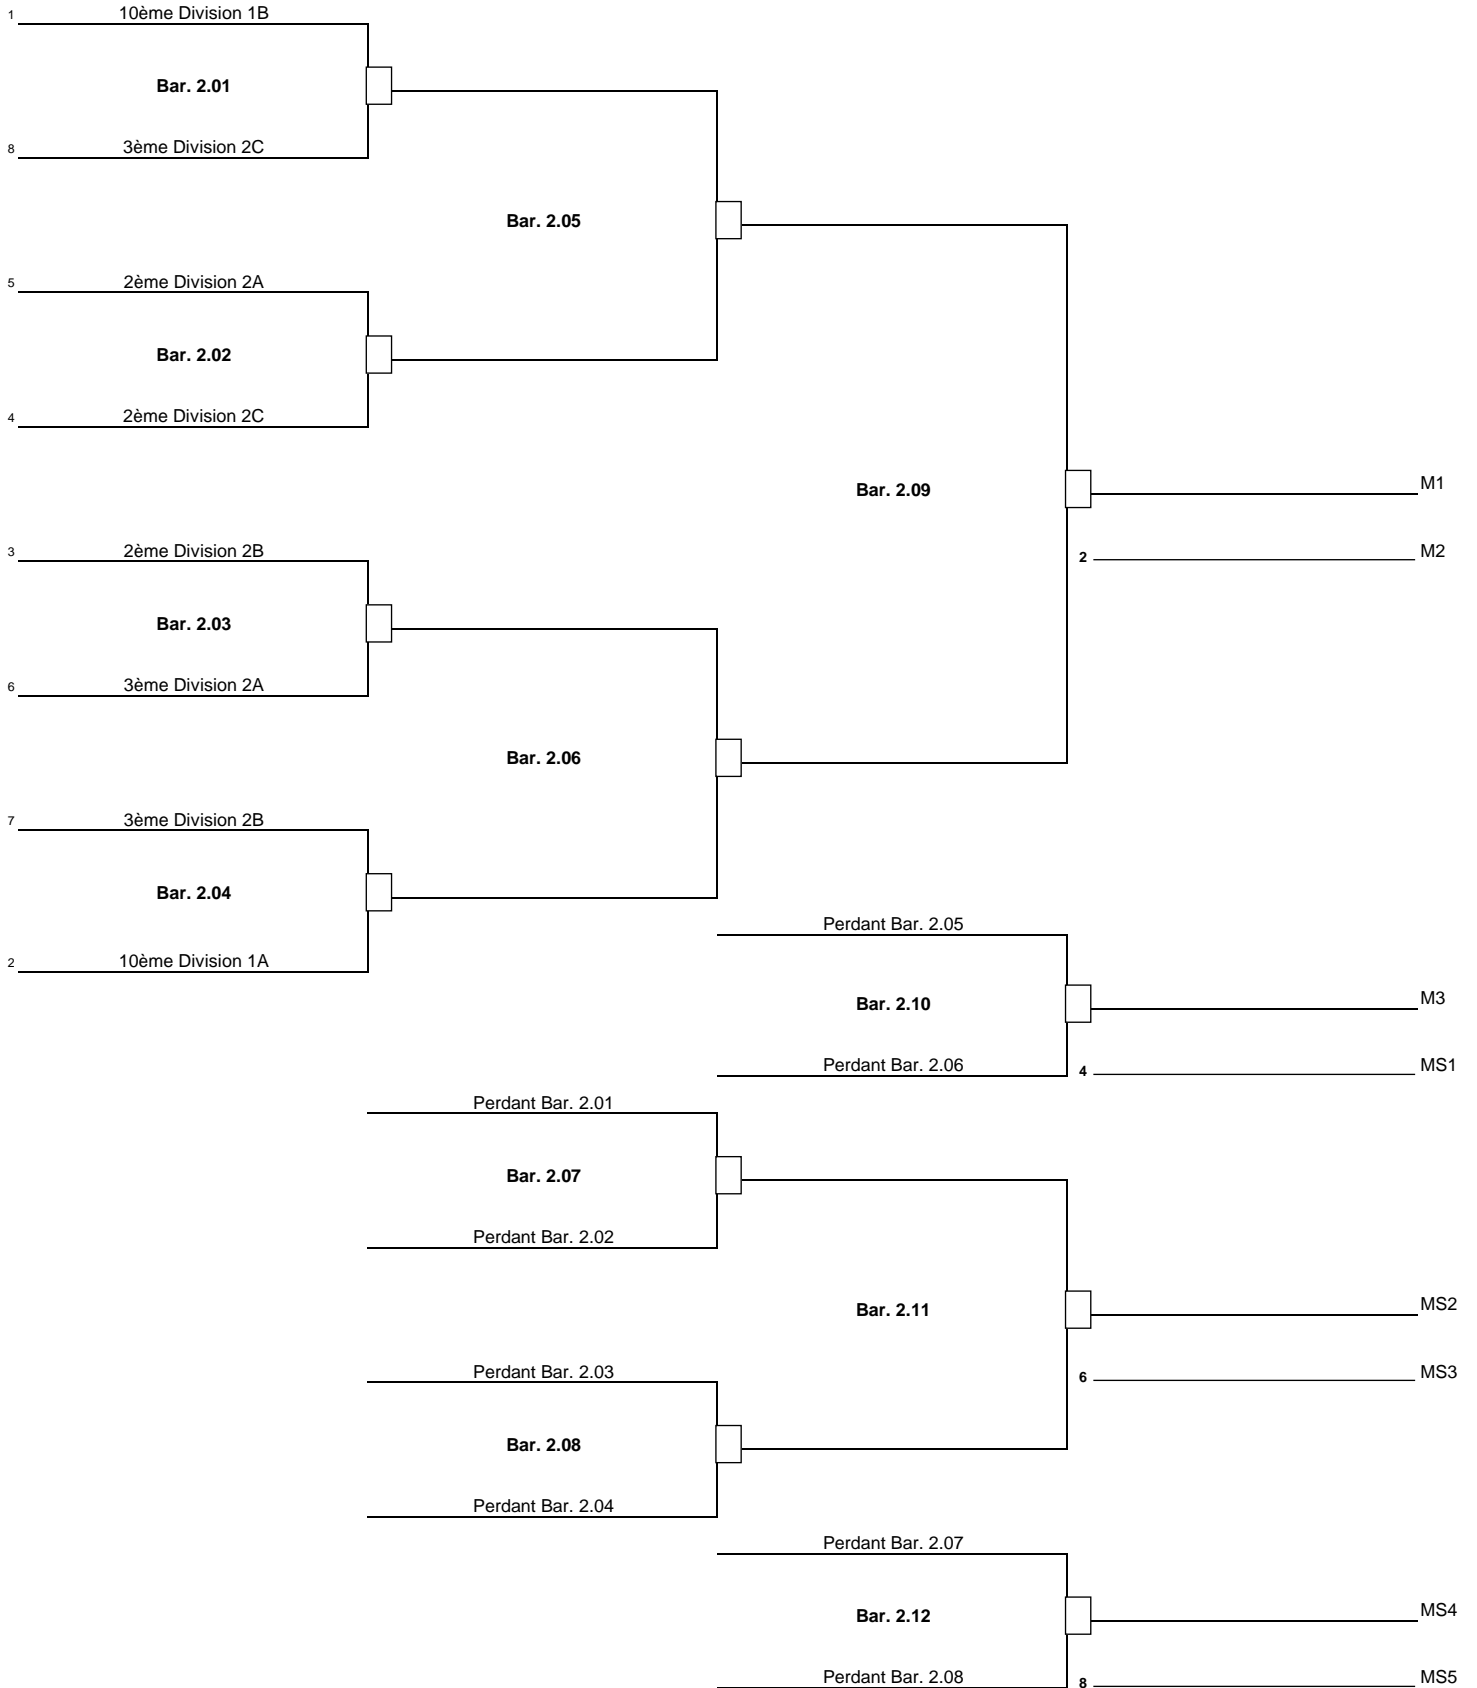 1 10ème Division 1B
Bar. 2.01
8 3ème Division 2C
Bar. 2.05
5 2ème Division 2A
Bar. 2.02
4 2ème Division 2C
Bar. 2.09
M1
3 2ème Division 2B
2 M2
Bar. 2.03
6 3ème Division 2A
Bar. 2.06
7 3ème Division 2B
Bar. 2.04
Perdant Bar. 2.05
2 10ème Division 1A
Bar. 2.10
M3
Perdant Bar. 2.06
4 MS1
Perdant Bar. 2.01
Bar. 2.07
Perdant Bar. 2.02
Bar. 2.11
MS2
Perdant Bar. 2.03
6 MS3
Bar. 2.08
Perdant Bar. 2.04
Perdant Bar. 2.07
Bar. 2.12
MS4
Perdant Bar. 2.08
8 MS5